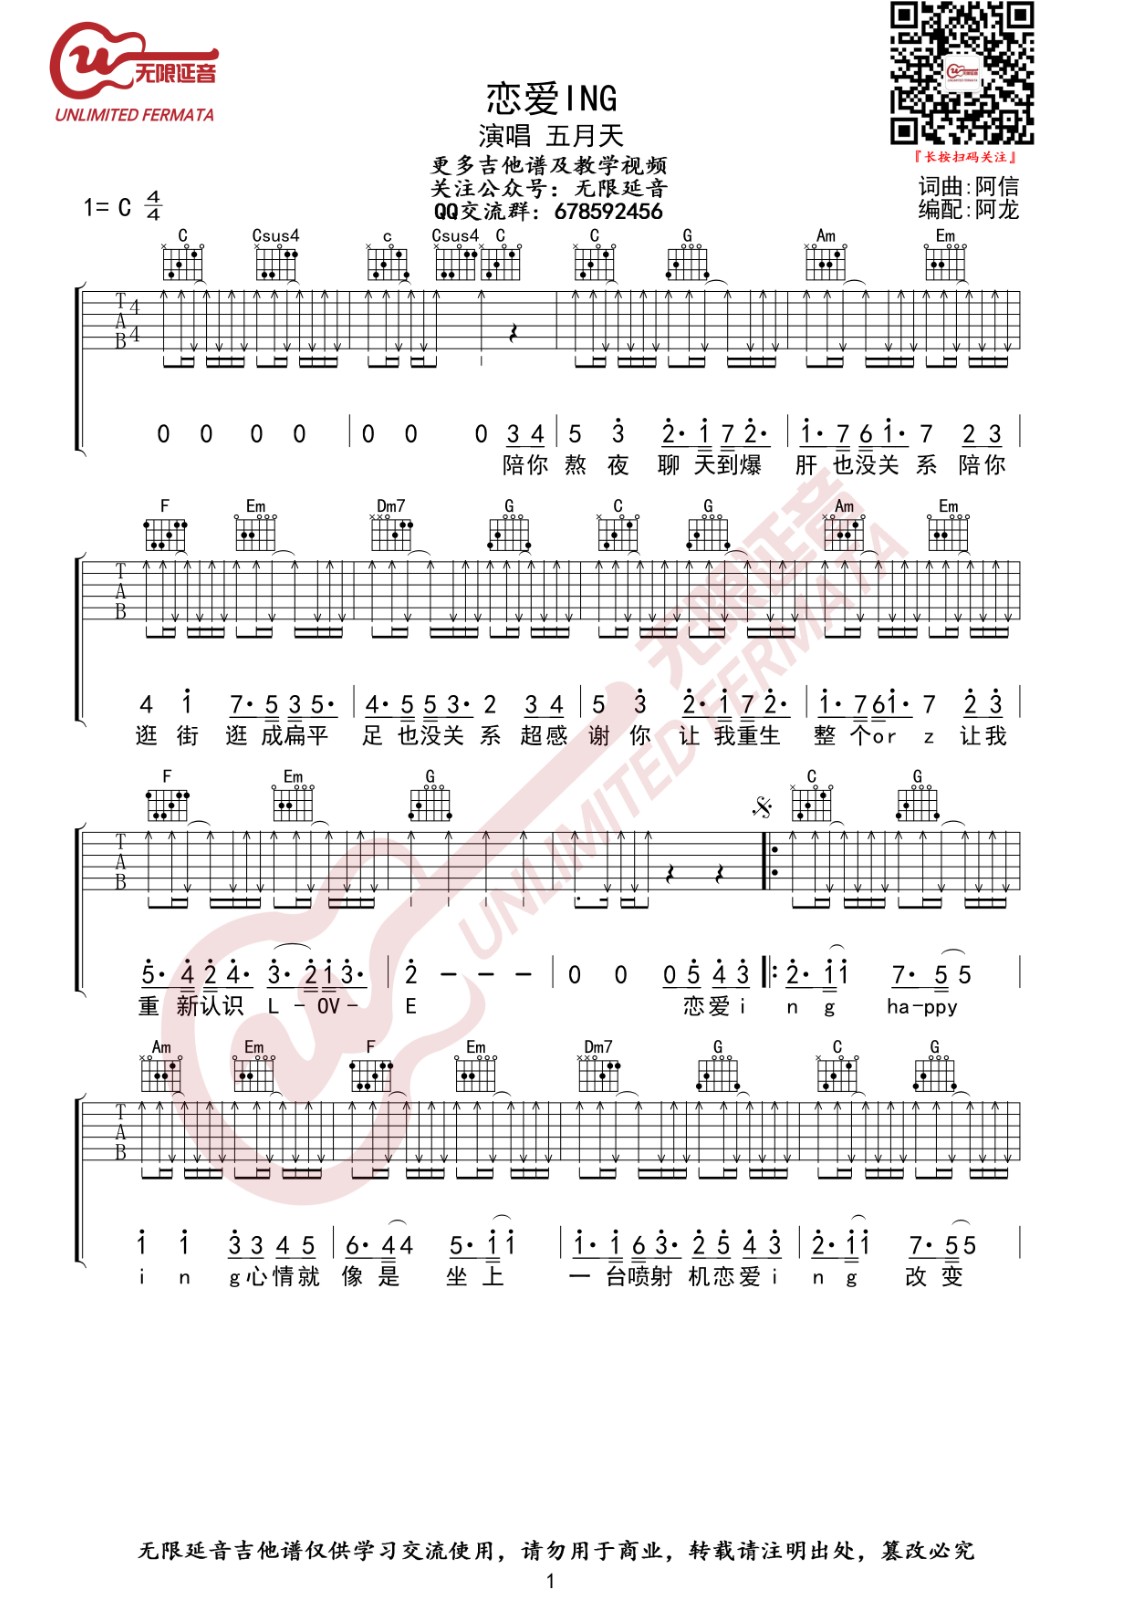 无限延音
UNLIMITED FERMATA
恋爱ING
演唱 五月天
更多吉他谱及教学视频
关注公众号：无限延音
QQ交流群：678592456
『长按扫码关注』
词曲:阿信
编配:阿龙
1= C 4/4
C Csus4 c Csus4 C C G Am Em
T A B 4 4
0 0 0 0 | 0 0 0 3 4 | 5 3 2· 1 7 2· | 1· 7 6 1· 7 2 3 |
陪你 熬 夜 聊 天到爆 肝 也没关 系 陪你
F Em Dm7 G C G Am Em
T A B
4 1 7· 5 3 5· | 4· 5 5 3· 2 3 4 | 5 3 2· 1 7 2· | 1· 7 6 1· 7 2 3 |
逛 街 逛 成扁平 足 也没关 系 超感 谢 你 让 我重生 整 个or z 让我
F Em G C G
T A B
5· 4 2 4· 3· 2 1 3· | 2 - - - | 0 0 0 5 4 3 |: 2· 1 1 7· 5 5
重 新认识 L-OV- E 恋爱i n g ha-ppy
Am Em F Em Dm7 G C G
T A B
1 1 3 3 4 5 | 6· 4 4 5· 1 1 | 1· 1 6 3· 2 5 4 3 | 2· 1 1 7· 5 5 |
i n g心情就 像是 坐上 一 台喷射 机恋爱i n g 改 变
无限延音
UNLIMITED FERMATA
无限延音吉他谱仅供学习交流使用，请勿用于商业，转载请注明出处，篡改必究
1